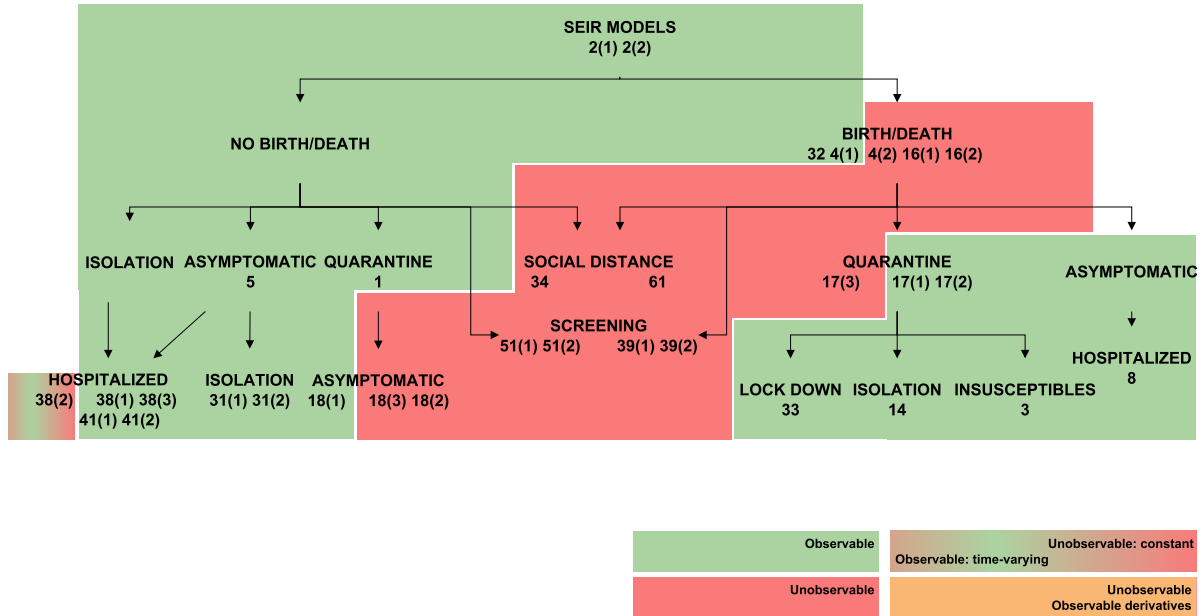 SEIR MODELS
2(1) 2(2)
NO BIRTH/DEATH
BIRTH/DEATH
32 4(1) 4(2) 16(1) 16(2)
ISOLATION
ASYMPTOMATIC
5
QUARANTINE
1
SOCIAL DISTANCE
34 61
QUARANTINE
17(3) 17(1) 17(2)
ASYMPTOMATIC
SCREENING
51(1) 51(2) 39(1) 39(2)
HOSPITALIZED
38(2) 38(1) 38(3)
41(1) 41(2)
ISOLATION
31(1) 31(2)
ASYMPTOMATIC
18(1) 18(3) 18(2)
LOCK DOWN
33
ISOLATION
14
INSUSCEPTIBLES
3
HOSPITALIZED
8
Observable
Unobservable: constant
Observable: time-varying
Unobservable
Unobservable
Observable derivatives